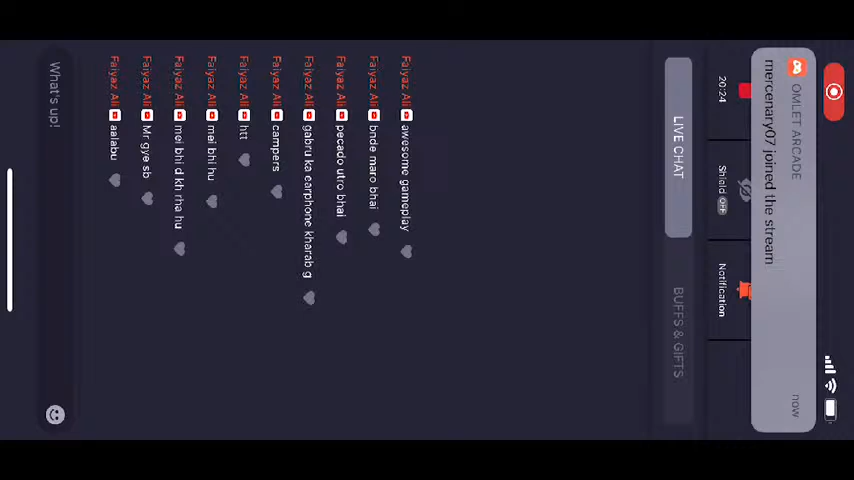 OMLET ARCADE
now
mercenary07 joined the stream
20:24
Shield OFF
Notification
LIVE CHAT
BUFFS & GIFTS
Faiyaz Ali awesome gameplay
Faiyaz Ali bnde maro bhai
Faiyaz Ali pecado utro bhai
Faiyaz Ali gabru ka earphone kharab g
Faiyaz Ali campers
Faiyaz Ali htt
Faiyaz Ali mei bhi hu
Faiyaz Ali mei bhi d kh rha hu
Faiyaz Ali Mr gye sb
Faiyaz Ali aalabu
What's up!